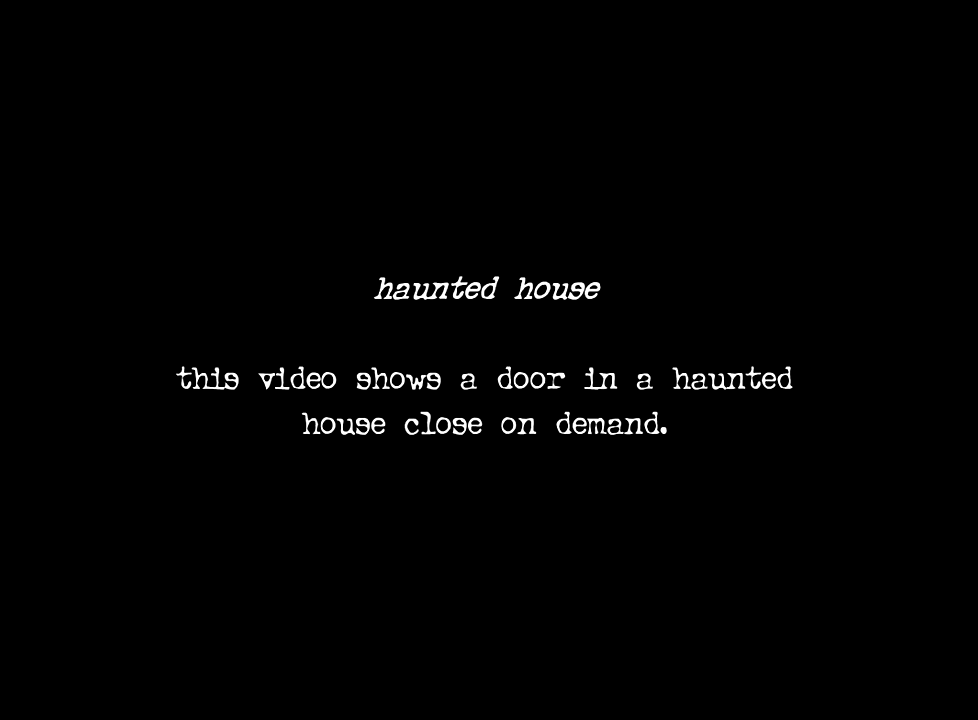 haunted house
this video shows a door in a haunted
house close on demand.